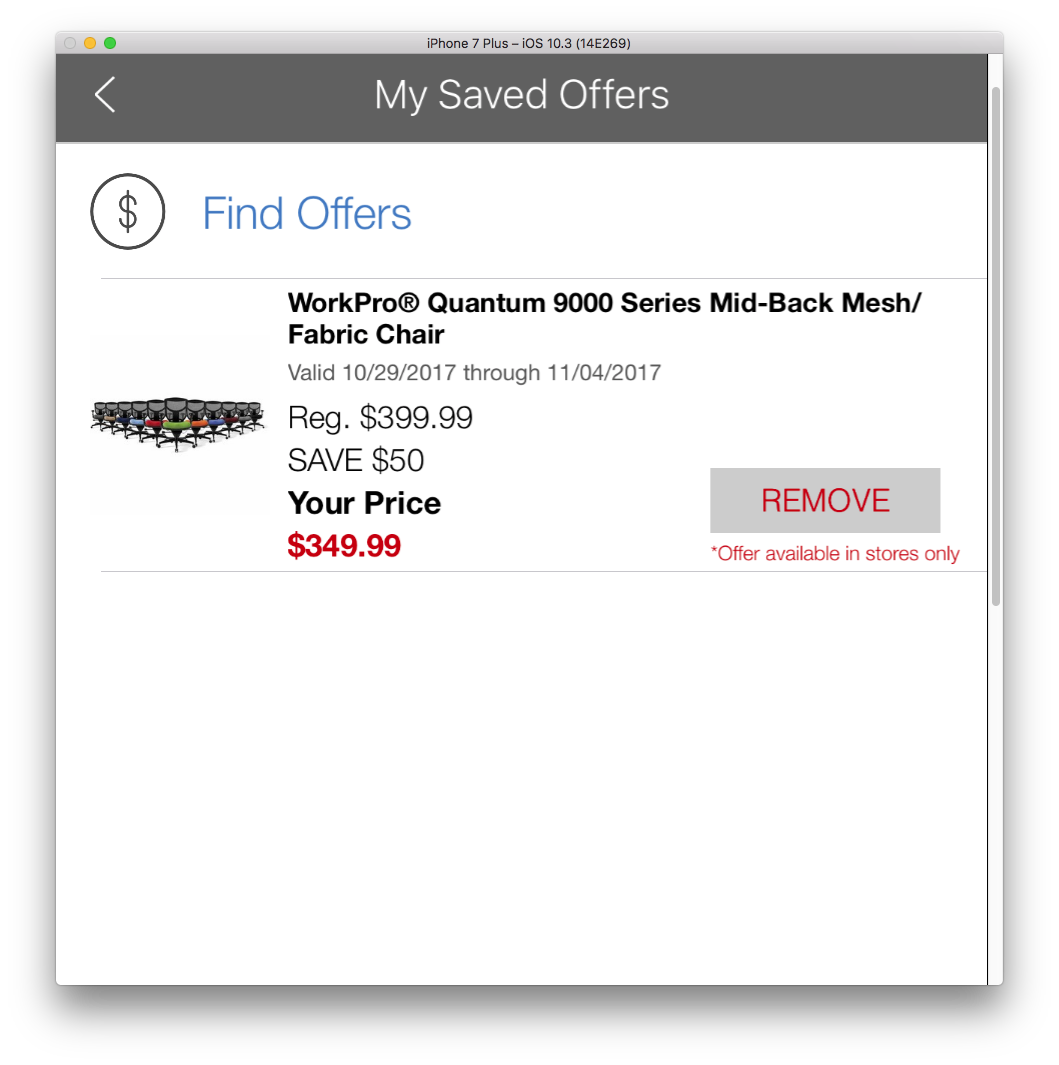 iPhone 7 Plus – iOS 10.3 (14E269)
My Saved Offers
$
Find Offers
WorkPro® Quantum 9000 Series Mid-Back Mesh/
Fabric Chair
Valid 10/29/2017 through 11/04/2017
Reg. $399.99
SAVE $50
Your Price
$349.99
REMOVE
*Offer available in stores only